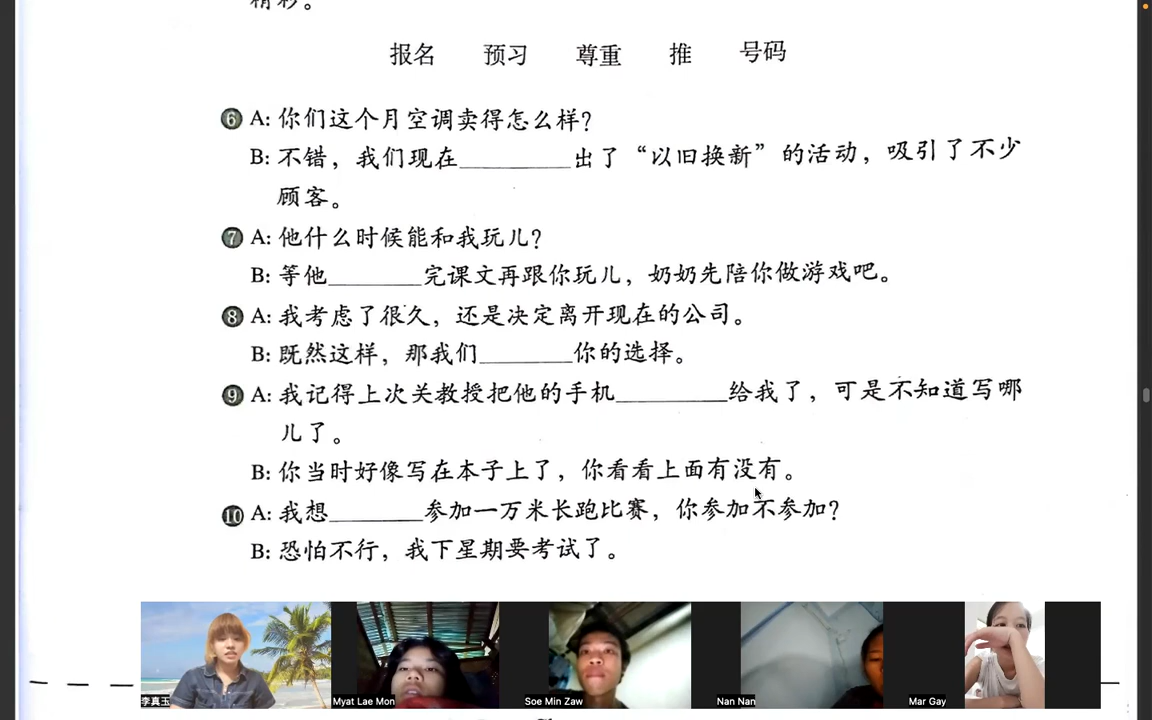 精彩。
报名 预习 尊重 推 号码
6 A: 你们这个月空调卖得怎么样?
B: 不错，我们现在_________出了“以旧换新”的活动，吸引了不少
顾客。
7 A: 他什么时候能和我玩儿?
B: 等他________完课文再跟你玩儿，奶奶先陪你做游戏吧。
8 A: 我考虑了很久，还是决定离开现在的公司。
B: 既然这样，那我们________你的选择。
9 A: 我记得上次关教授把他的手机_________给我了，可是不知道写哪
儿了。
B: 你当时好像写在本子上了，你看看上面有没有。
10 A: 我想________参加一万米长跑比赛，你参加不参加?
B: 恐怕不行，我下星期要考试了。
李真玉
Myat Lae Mon
Soe Min Zaw
Nan Nan
Mar Gay